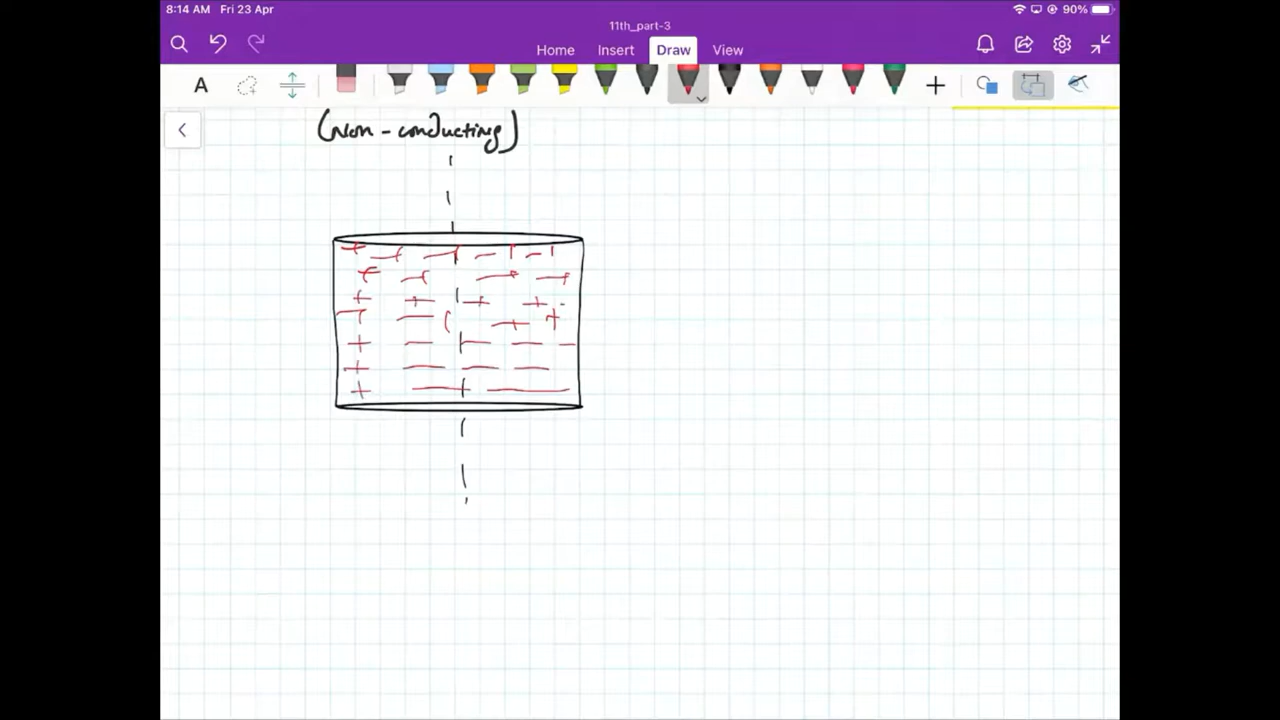 8:14 AM Fri 23 Apr
90%
11th_part-3
Home Insert Draw View
A
(Non-conducting)